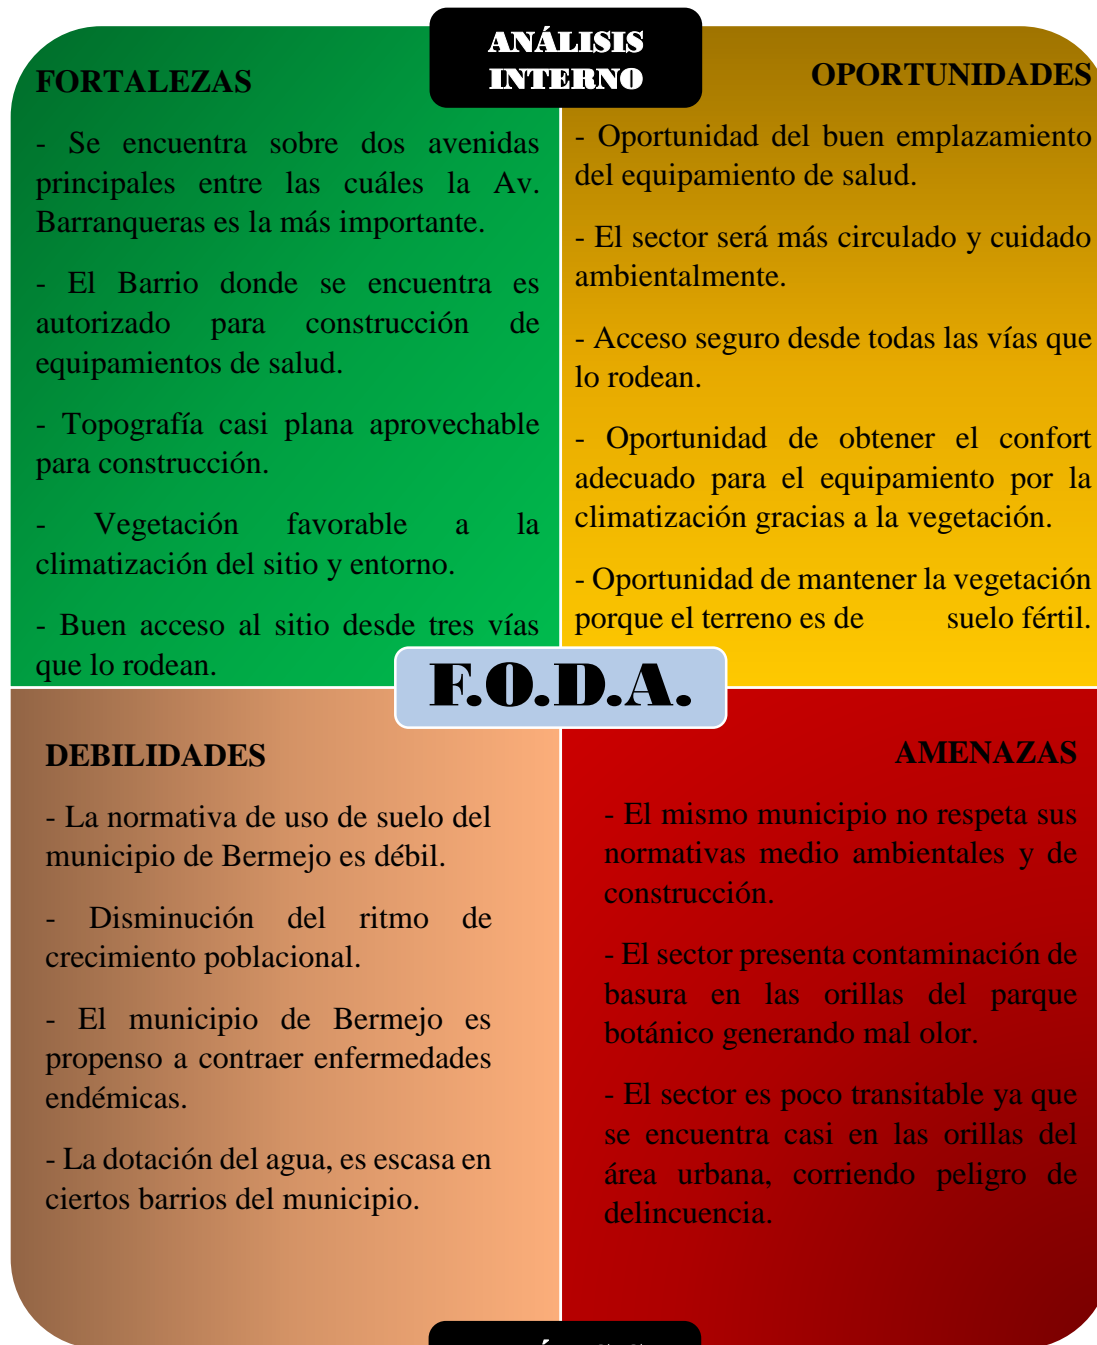 ANÁLISIS
INTERNO
FORTALEZAS
- Se encuentra sobre dos avenidas
principales entre las cuáles la Av.
Barranqueras es la más importante.
- El Barrio donde se encuentra es
autorizado para construcción de
equipamientos de salud.
- Topografía casi plana aprovechable
para construcción.
- Vegetación favorable a la
climatización del sitio y entorno.
- Buen acceso al sitio desde tres vías
que lo rodean.
OPORTUNIDADES
- Oportunidad del buen emplazamiento
del equipamiento de salud.
- El sector será más circulado y cuidado
ambientalmente.
- Acceso seguro desde todas las vías que
lo rodean.
- Oportunidad de obtener el confort
adecuado para el equipamiento por la
climatización gracias a la vegetación.
- Oportunidad de mantener la vegetación
porque el terreno es de suelo fértil.
F.O.D.A.
DEBILIDADES
- La normativa de uso de suelo del
municipio de Bermejo es débil.
- Disminución del ritmo de
crecimiento poblacional.
- El municipio de Bermejo es
propenso a contraer enfermedades
endémicas.
- La dotación del agua, es escasa en
ciertos barrios del municipio.
AMENAZAS
- El mismo municipio no respeta sus
normativas medio ambientales y de
construcción.
- El sector presenta contaminación de
basura en las orillas del parque
botánico generando mal olor.
- El sector es poco transitable ya que
se encuentra casi en las orillas del
área urbana, corriendo peligro de
delincuencia.